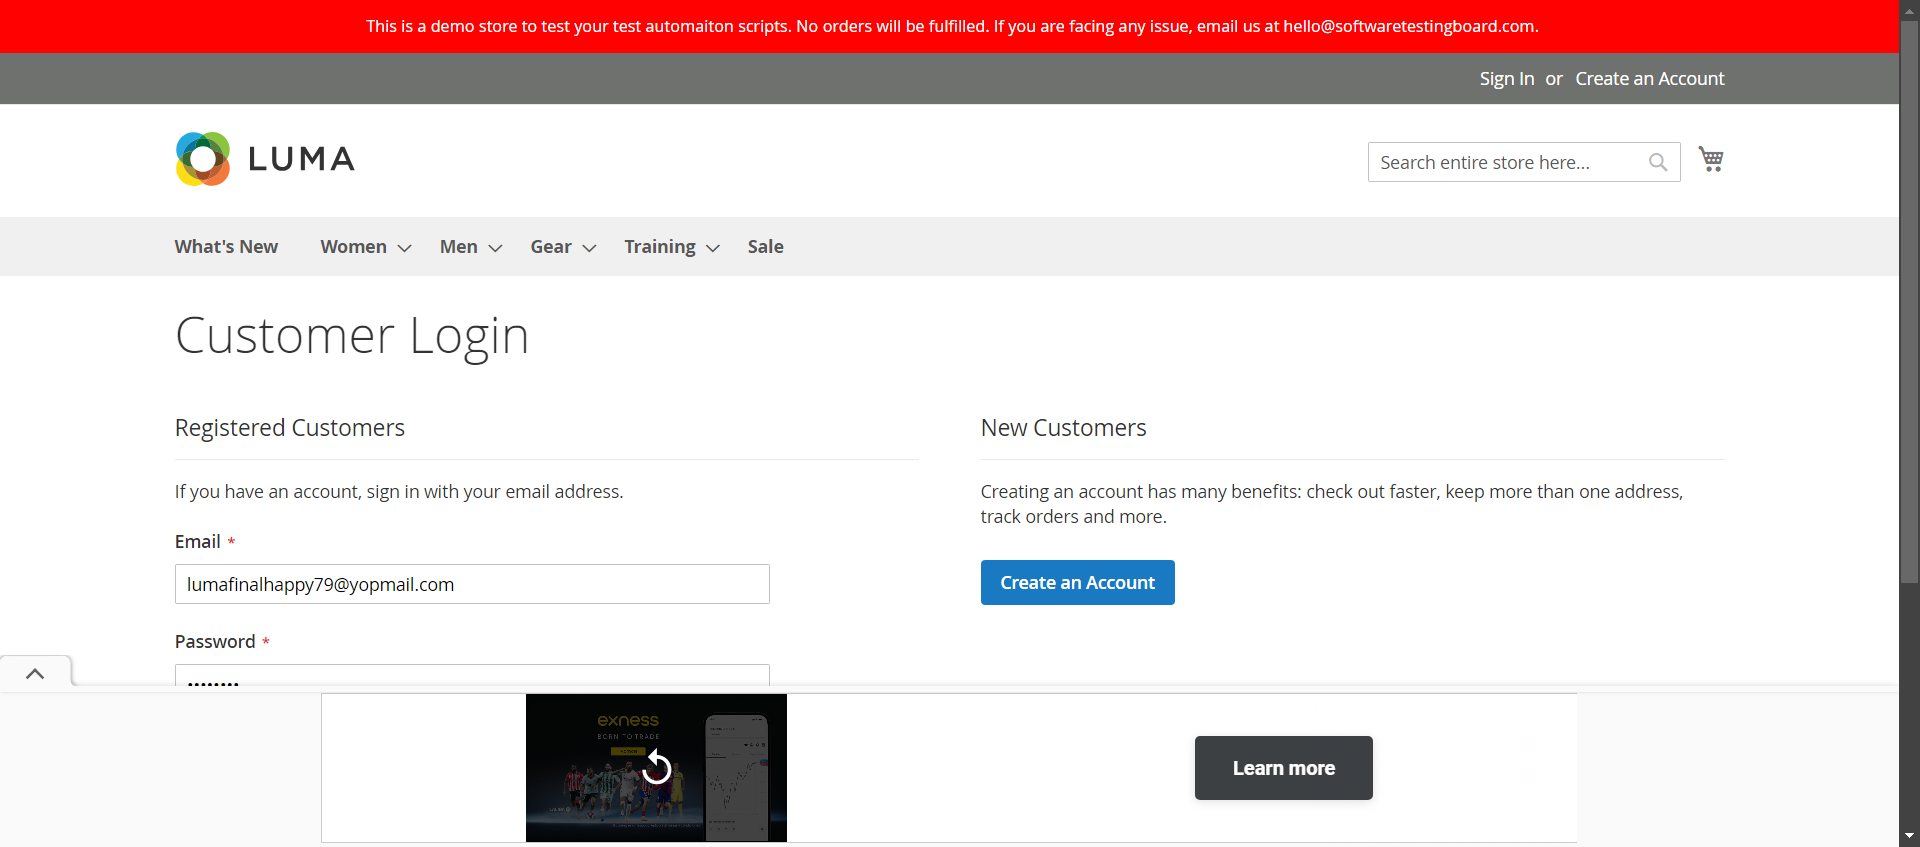 This is a demo store to test your test automaiton scripts. No orders will be fulfilled. If you are facing any issue, email us at hello@softwaretestingboard.com.
Sign In or Create an Account
LUMA
Search entire store here...
What's New Women Men Gear Training Sale
Customer Login
Registered Customers
If you have an account, sign in with your email address.
Email *
lumafinalhappy79@yopmail.com
Password *
••••••••
New Customers
Creating an account has many benefits: check out faster, keep more than one address,
track orders and more.
Create an Account
exness
BORN TO TRADE
Learn more